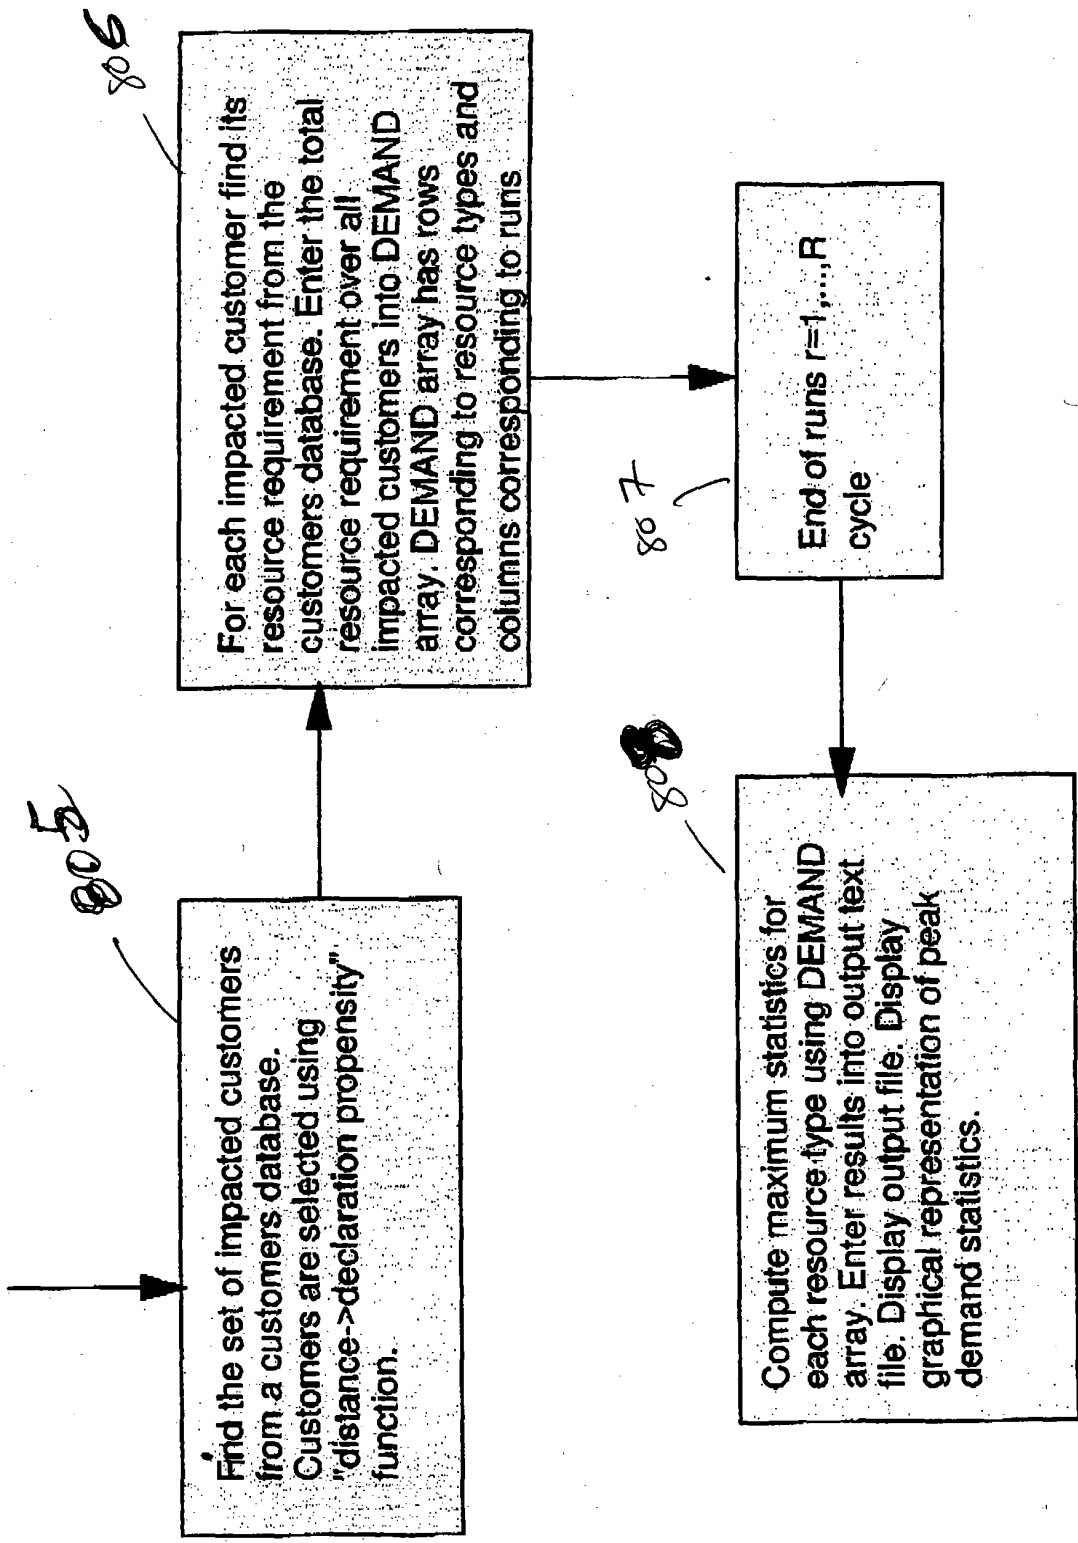 805
Find the set of impacted customers
from a customers database.
Customers are selected using
"distance->declaration propensity"
function.
806
For each impacted customer find its
resource requirement from the
customers database. Enter the total
resource requirement over all
impacted customers into DEMAND
array. DEMAND array has rows
corresponding to resource types and
columns corresponding to runs
807
End of runs r=1,...,R
cycle
808
Compute maximum statistics for
each resource type using DEMAND
array. Enter results into output text
file. Display output file. Display
graphical representation of peak
demand statistics.